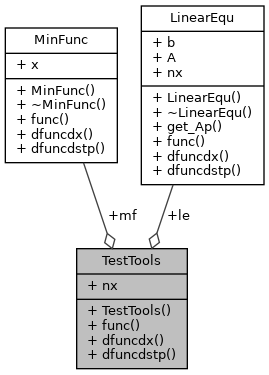 MinFunc
+ x
+ MinFunc()
+ ~MinFunc()
+ func()
+ dfuncdx()
+ dfuncdstp()
LinearEqu
+ b
+ A
+ nx
+ LinearEqu()
+ ~LinearEqu()
+ get_Ap()
+ func()
+ dfuncdx()
+ dfuncdstp()
+mf
+le
TestTools
+ nx
+ TestTools()
+ func()
+ dfuncdx()
+ dfuncdstp()